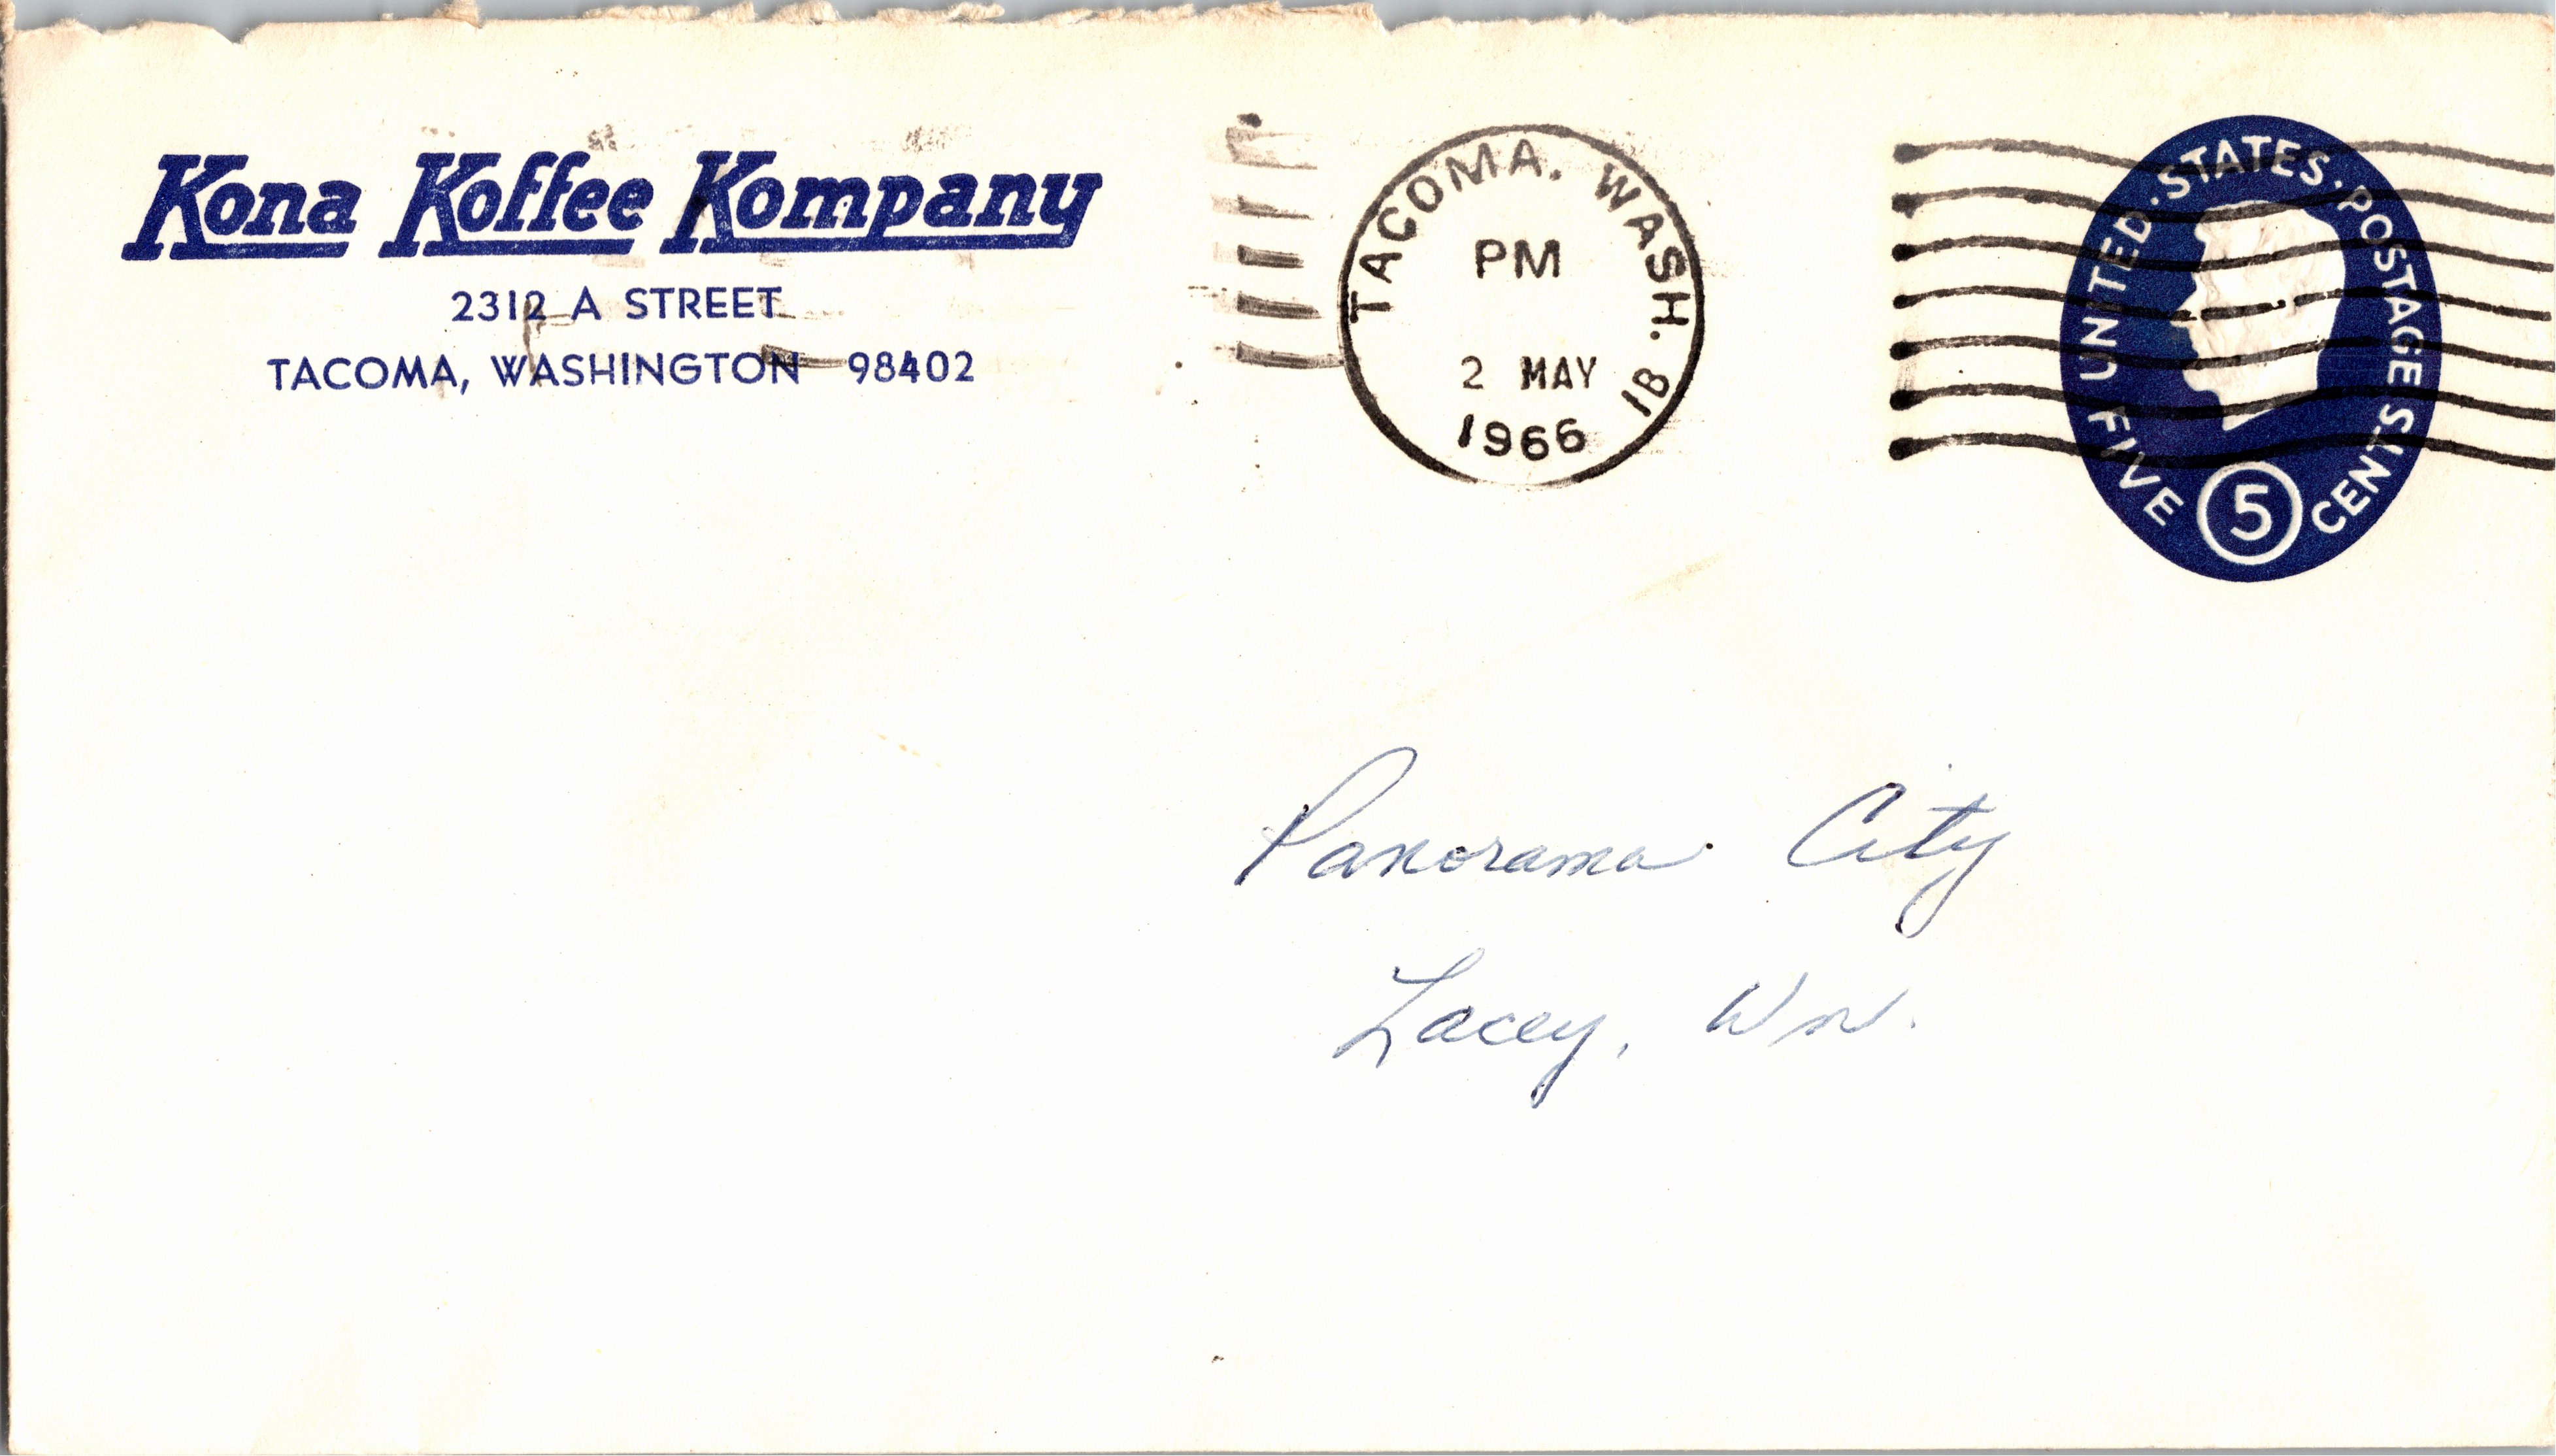 Kona Koffee Kompany
2312 A STREET
TACOMA, WASHINGTON 98402
TACOMA, WASH. 1B
PM
2 MAY
1966
UNITED·STATES·POSTAGE
FIVE 5 CENTS
Panorama City
Lacey, Wn.